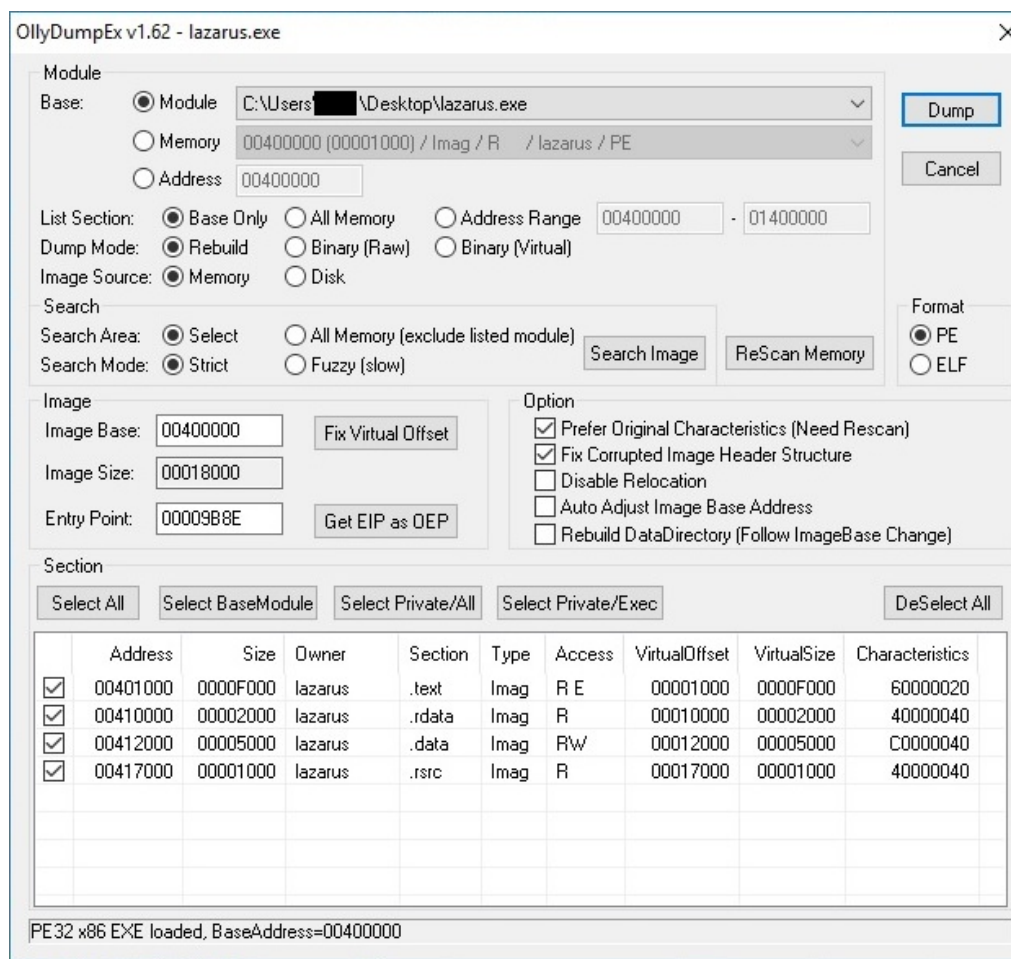 OllyDumpEx v1.62 - lazarus.exe
Module
Base: Module C:\Users\ \Desktop\lazarus.exe
Dump
Memory 00400000 (00001000) / Imag / R / lazarus / PE
Address 00400000
Cancel
List Section: Base Only All Memory Address Range 00400000 - 01400000
Dump Mode: Rebuild Binary (Raw) Binary (Virtual)
Image Source: Memory Disk
Search
Search Area: Select All Memory (exclude listed module)
Search Mode: Strict Fuzzy (slow)
Search Image
ReScan Memory
Format
PE
ELF
Image
Image Base: 00400000 Fix Virtual Offset
Image Size: 00018000
Entry Point: 00009B8E Get EIP as OEP
Option
Prefer Original Characteristics (Need Rescan)
Fix Corrupted Image Header Structure
Disable Relocation
Auto Adjust Image Base Address
Rebuild DataDirectory (Follow ImageBase Change)
Section
Select All Select BaseModule Select Private/All Select Private/Exec DeSelect All
Address Size Owner Section Type Access VirtualOffset VirtualSize Characteristics
00401000 0000F000 lazarus .text Imag R E 00001000 0000F000 60000020
00410000 00002000 lazarus .rdata Imag R 00010000 00002000 40000040
00412000 00005000 lazarus .data Imag RW 00012000 00005000 C0000040
00417000 00001000 lazarus .rsrc Imag R 00017000 00001000 40000040
PE32 x86 EXE loaded, BaseAddress=00400000